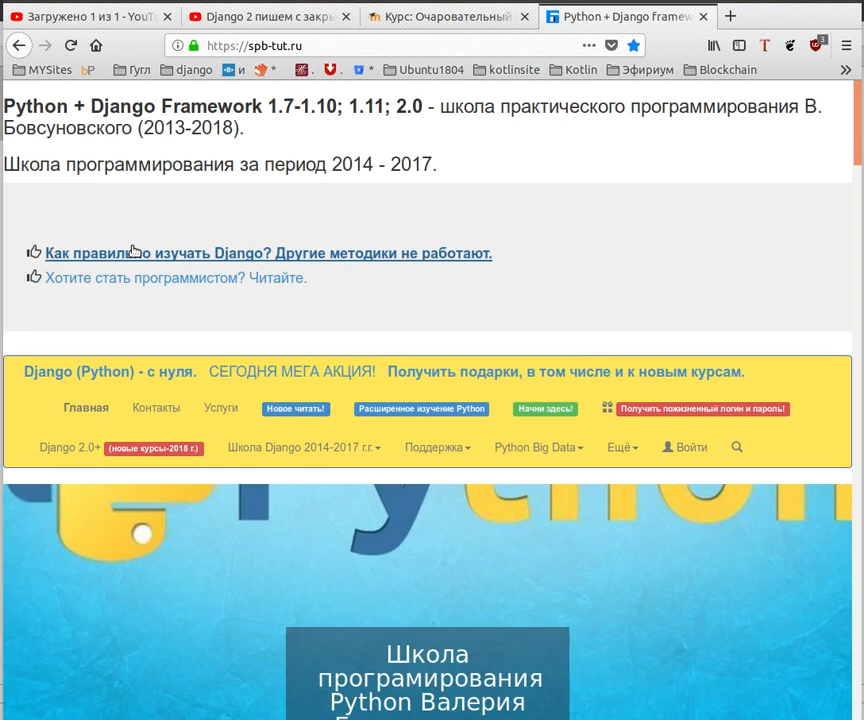 Загружено 1 из 1 - YouT
Django 2 пишем с закры
Курс: Очаровательный
Python + Django framew
https://spb-tut.ru
MYSites
bP
Гугл
django
и
*
.
.
*
Ubuntu1804
kotlinsite
Kotlin
Эфириум
Blockchain
Python + Django Framework 1.7-1.10; 1.11; 2.0 - школа практического программирования В.
Бовсуновского (2013-2018).
Школа программирования за период 2014 - 2017.
Как правильно изучать Django? Другие методики не работают.
Хотите стать программистом? Читайте.
Django (Python) - с нуля. СЕГОДНЯ МЕГА АКЦИЯ! Получить подарки, в том числе и к новым курсам.
Главная Контакты Услуги Новое читать! Расширенное изучение Python Начни здесь! Получить пожизненный логин и пароль!
Django 2.0+ (новые курсы-2018 г.) Школа Django 2014-2017 г.г. Поддержка Python Big Data Ещё Войти
Python
Школа
програмирования
Python Валерия